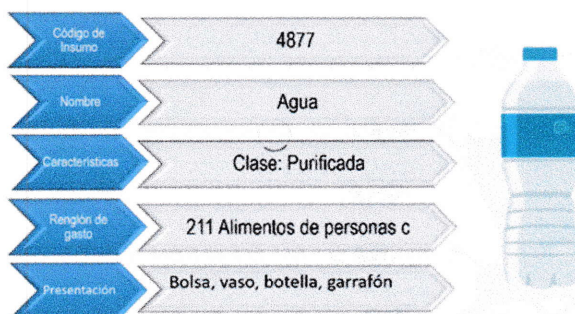 Código de
Insumo
4877
Nombre
Agua
Características
Clase: Purificada
Renglón de
gasto
211 Alimentos de personas c
Presentación
Bolsa, vaso, botella, garrafón